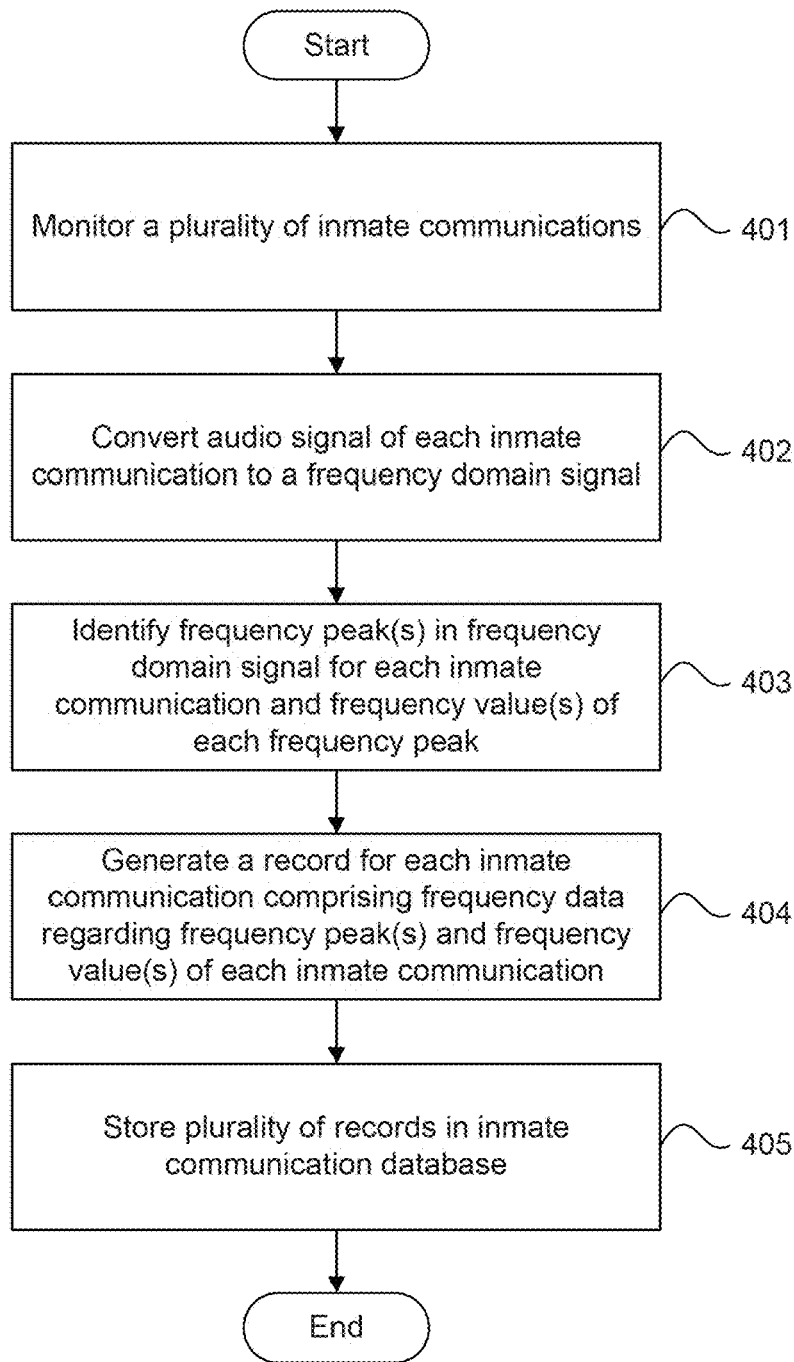 Start
Monitor a plurality of inmate communications
401
Convert audio signal of each inmate
communication to a frequency domain signal
402
Identify frequency peak(s) in frequency
domain signal for each inmate
communication and frequency value(s) of
each frequency peak
403
Generate a record for each inmate
communication comprising frequency data
regarding frequency peak(s) and frequency
value(s) of each inmate communication
404
Store plurality of records in inmate
communication database
405
End